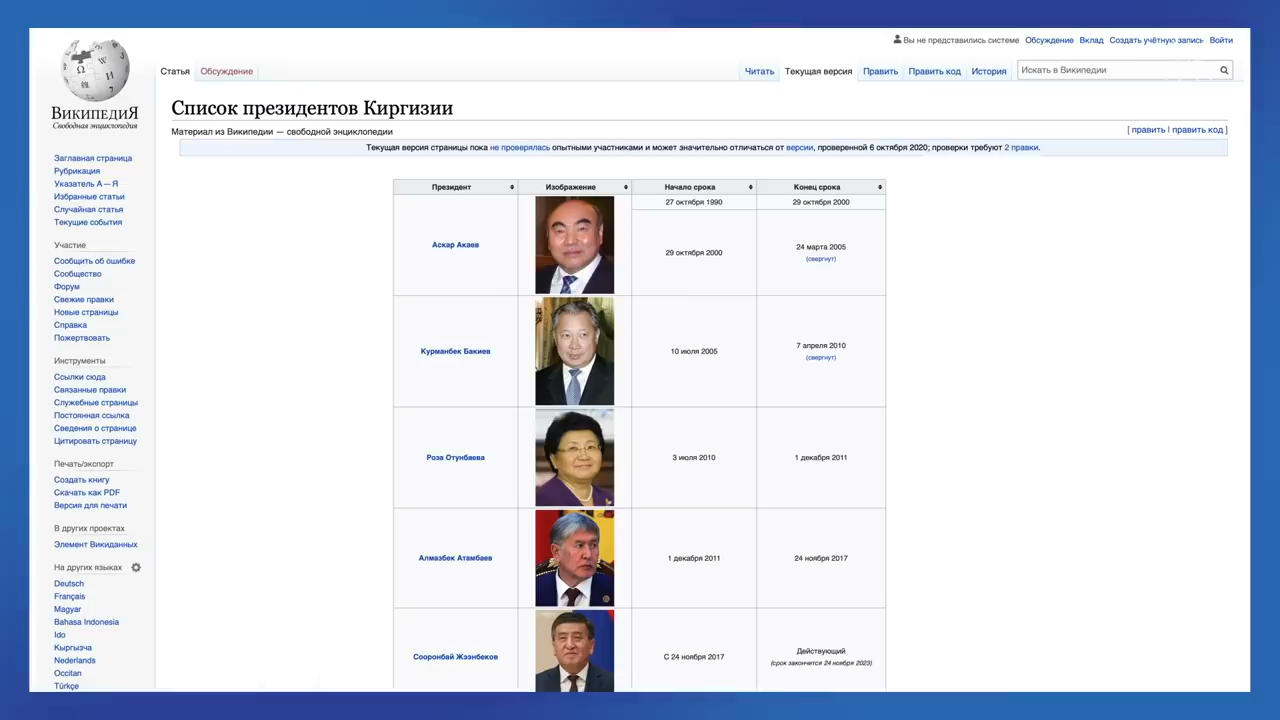 Вы не представились системе Обсуждение Вклад Создать учётную запись Войти
Статья Обсуждение Читать Текущая версия Править Править код История Искать в Википедии
ВикипедиЯ
Свободная энциклопедия
Список президентов Киргизии
Материал из Википедии — свободной энциклопедии
[ править | править код ]
Текущая версия страницы пока не проверялась опытными участниками и может значительно отличаться от версии, проверенной 6 октября 2020; проверки требуют 2 правки.
Заглавная страница
Рубрикация
Указатель А — Я
Избранные статьи
Случайная статья
Текущие события
Участие
Сообщить об ошибке
Сообщество
Форум
Свежие правки
Новые страницы
Справка
Пожертвовать
Инструменты
Ссылки сюда
Связанные правки
Служебные страницы
Постоянная ссылка
Сведения о странице
Цитировать страницу
Печать/экспорт
Создать книгу
Скачать как PDF
Версия для печати
В других проектах
Элемент Викиданных
На других языках
Deutsch
Français
Magyar
Bahasa Indonesia
Ido
Кыргызча
Nederlands
Occitan
Türkçe
Президент Изображение Начало срока Конец срока
27 октября 1990 29 октября 2000
Аскар Акаев 29 октября 2000 24 марта 2005
(свергнут)
Курманбек Бакиев 10 июля 2005 7 апреля 2010
(свергнут)
Роза Отунбаева 3 июля 2010 1 декабря 2011
Алмазбек Атамбаев 1 декабря 2011 24 ноября 2017
Сооронбай Жээнбеков С 24 ноября 2017 Действующий
(срок закончится 24 ноября 2023)